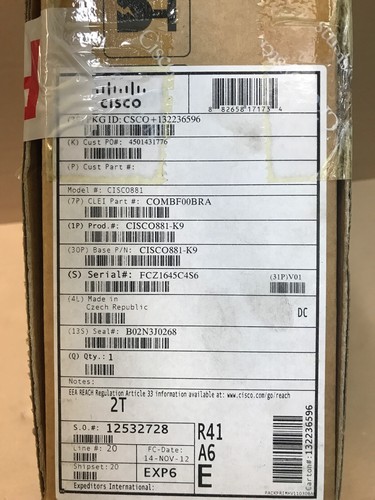 CISCO
8 82658 17173 4
KG ID: CSCO+132236596
(K) Cust PO#: 4501431776
(P) Cust Part #:
Model #: CISCO881
(7P) CLEI Part#: COMBF00BRA
(1P) Prod.#: CISCO881-K9
(30P) Base P/N: CISCO881-K9
(S) Serial#: FCZ1645C4S6
(31P)V01
(4L) Made in
Czech Republic
DC
(13S) Seal#: B02N3J0268
(Q) Qty.: 1
Notes:
EEA REACH Regulation Article 33 information available at: www.cisco.com/go/reach
2T
S.O.#: 12532728
R41
Line #: 20
FC-Date:
14-NOV-12
A6
Shipset: 20
EXP6
E
Expeditors International:
Carton#:132236596